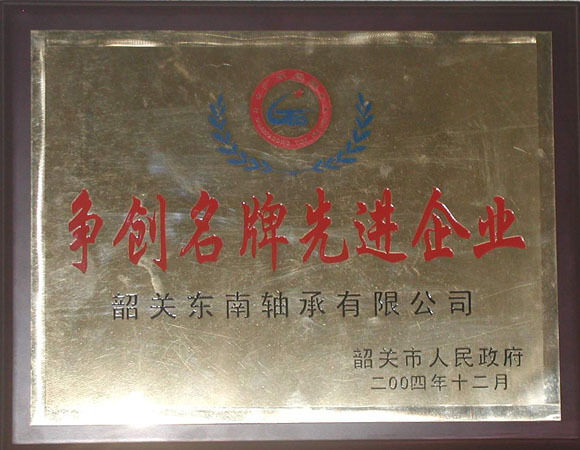 争创名牌先进企业
韶关东南轴承有限公司
韶关市人民政府
二00四年十二月